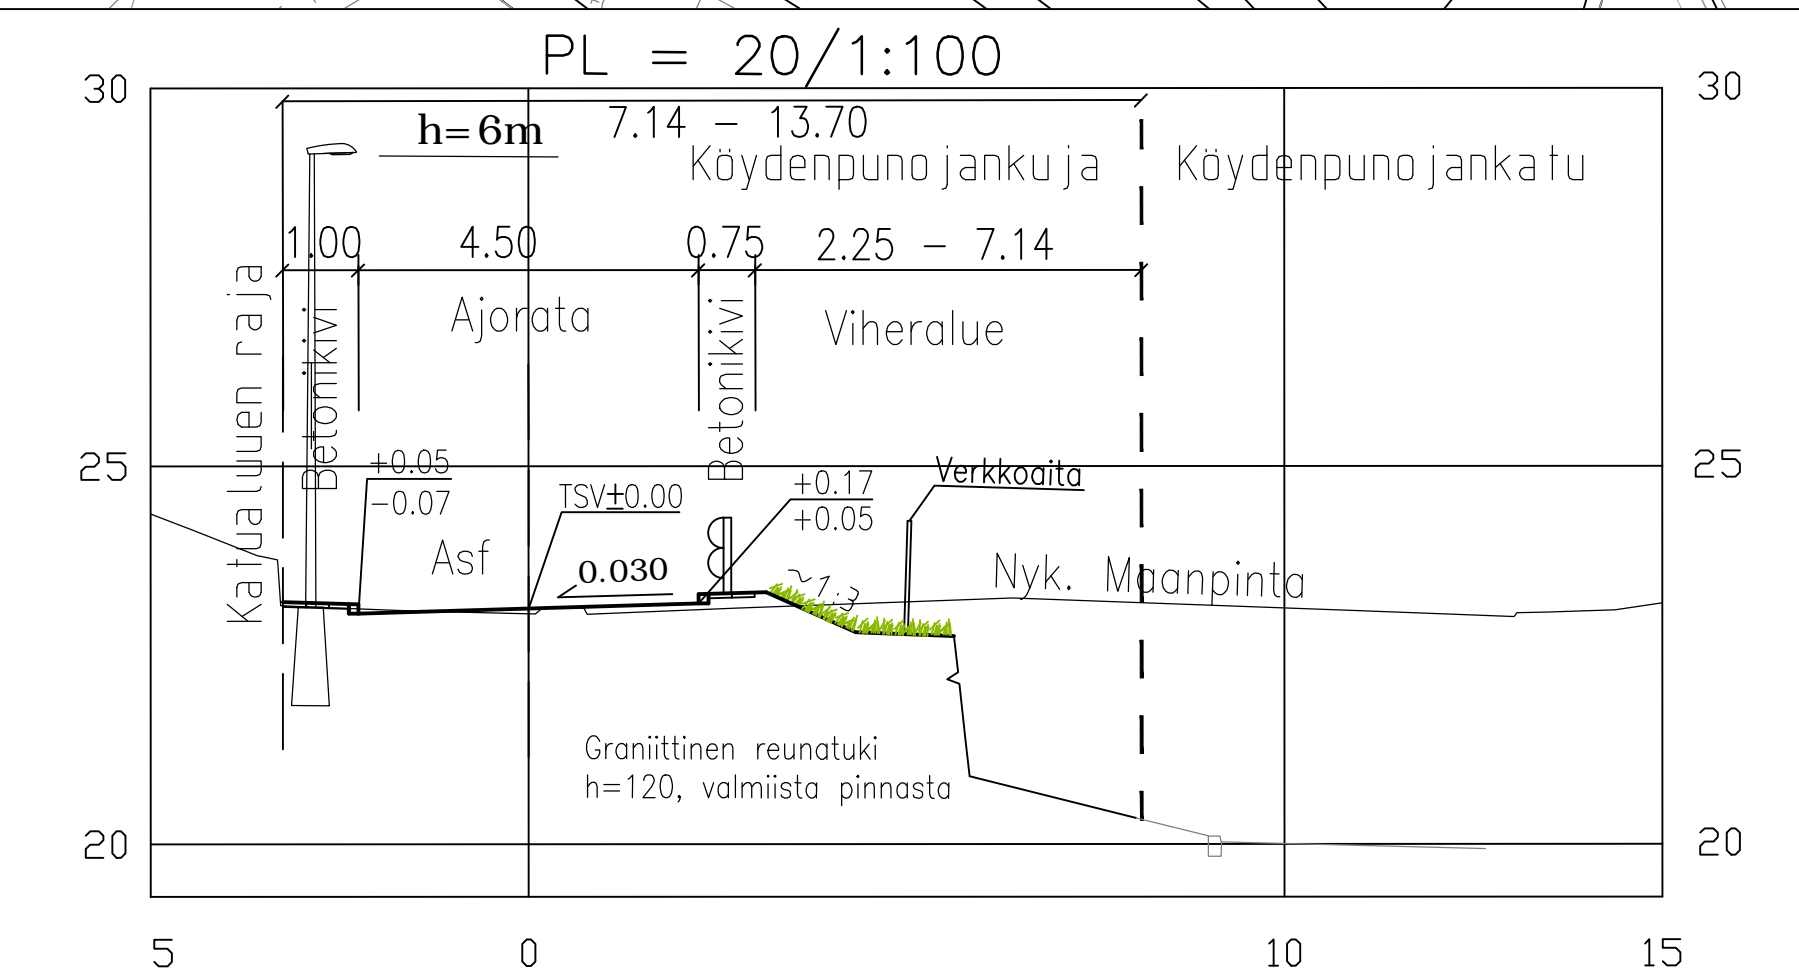 PL = 20/1:100
30
30
h=6m
7.14 - 13.70
Köydenpunojankuja
Köydenpunojankatu
1.00
4.50
0.75
2.25 - 7.14
Katualueen raja
Betonikivi
Ajorata
Betonikivi
Viheralue
25
25
+0.05
-0.07
TSV±0.00
+0.17
+0.05
Verkkoaita
Asf
0.030
~1:3
Nyk. Maanpinta
Graniittinen reunatuki
h=120, valmiista pinnasta
20
20
5
0
10
15